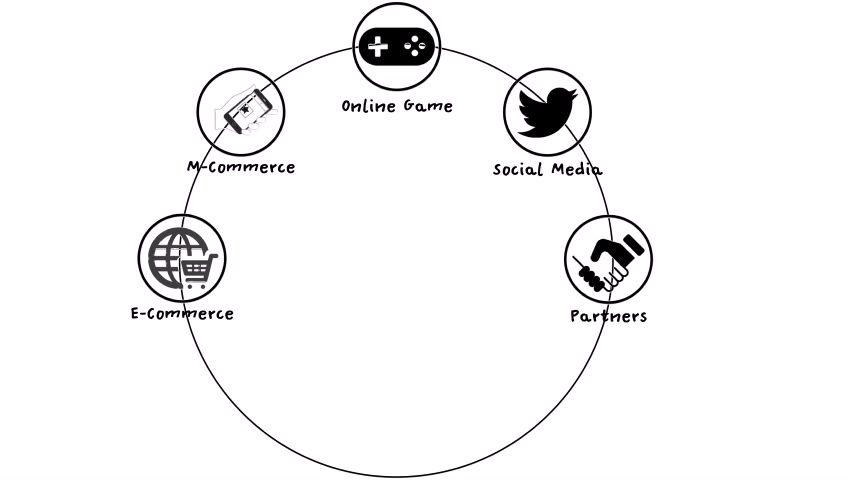 Online Game
M-Commerce
Social Media
E-Commerce
Partners